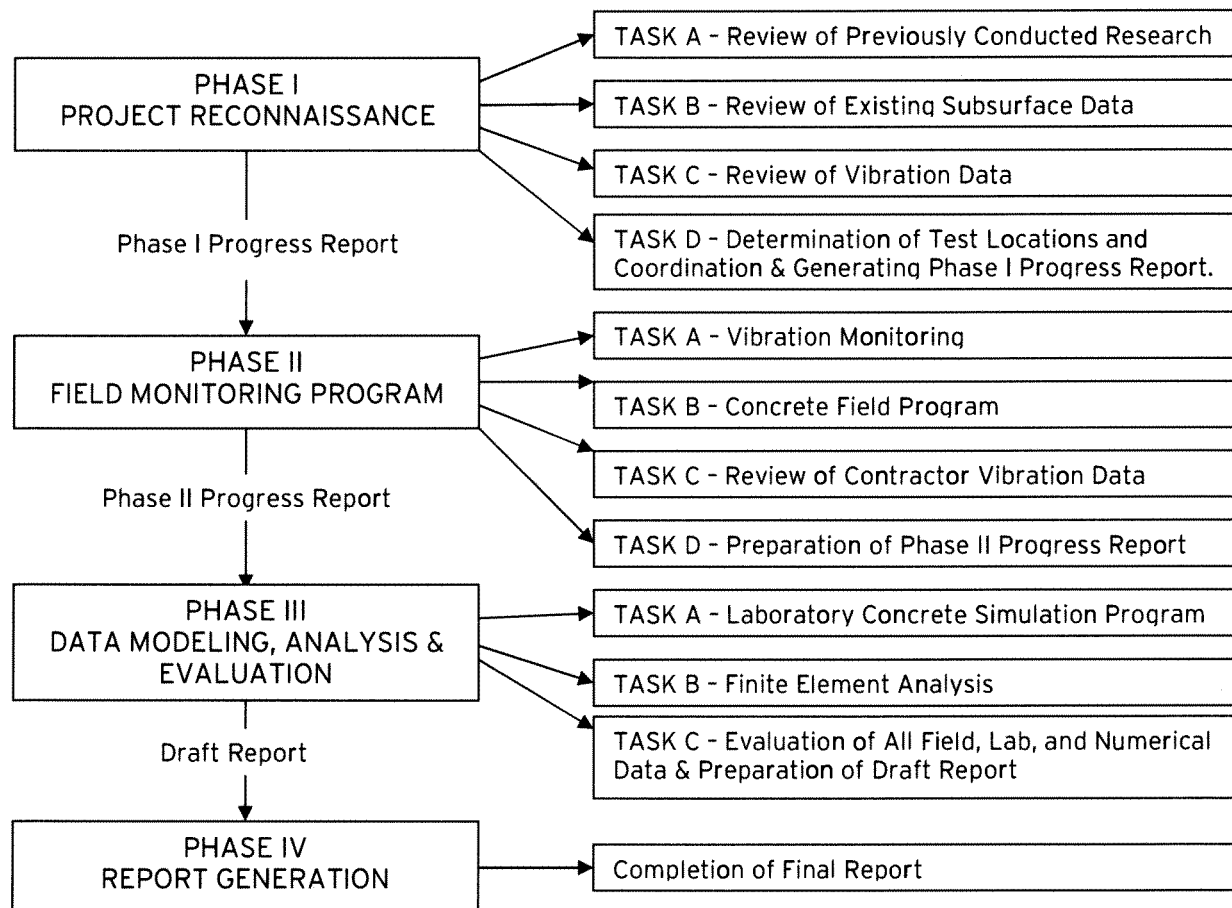 PHASE I
PROJECT RECONNAISSANCE
TASK A – Review of Previously Conducted Research
TASK B – Review of Existing Subsurface Data
TASK C – Review of Vibration Data
TASK D – Determination of Test Locations and
Coordination & Generating Phase I Progress Report.
Phase I Progress Report
PHASE II
FIELD MONITORING PROGRAM
TASK A – Vibration Monitoring
TASK B – Concrete Field Program
TASK C – Review of Contractor Vibration Data
TASK D – Preparation of Phase II Progress Report
Phase II Progress Report
PHASE III
DATA MODELING, ANALYSIS &
EVALUATION
TASK A – Laboratory Concrete Simulation Program
TASK B – Finite Element Analysis
TASK C – Evaluation of All Field, Lab, and Numerical
Data & Preparation of Draft Report
Draft Report
PHASE IV
REPORT GENERATION
Completion of Final Report